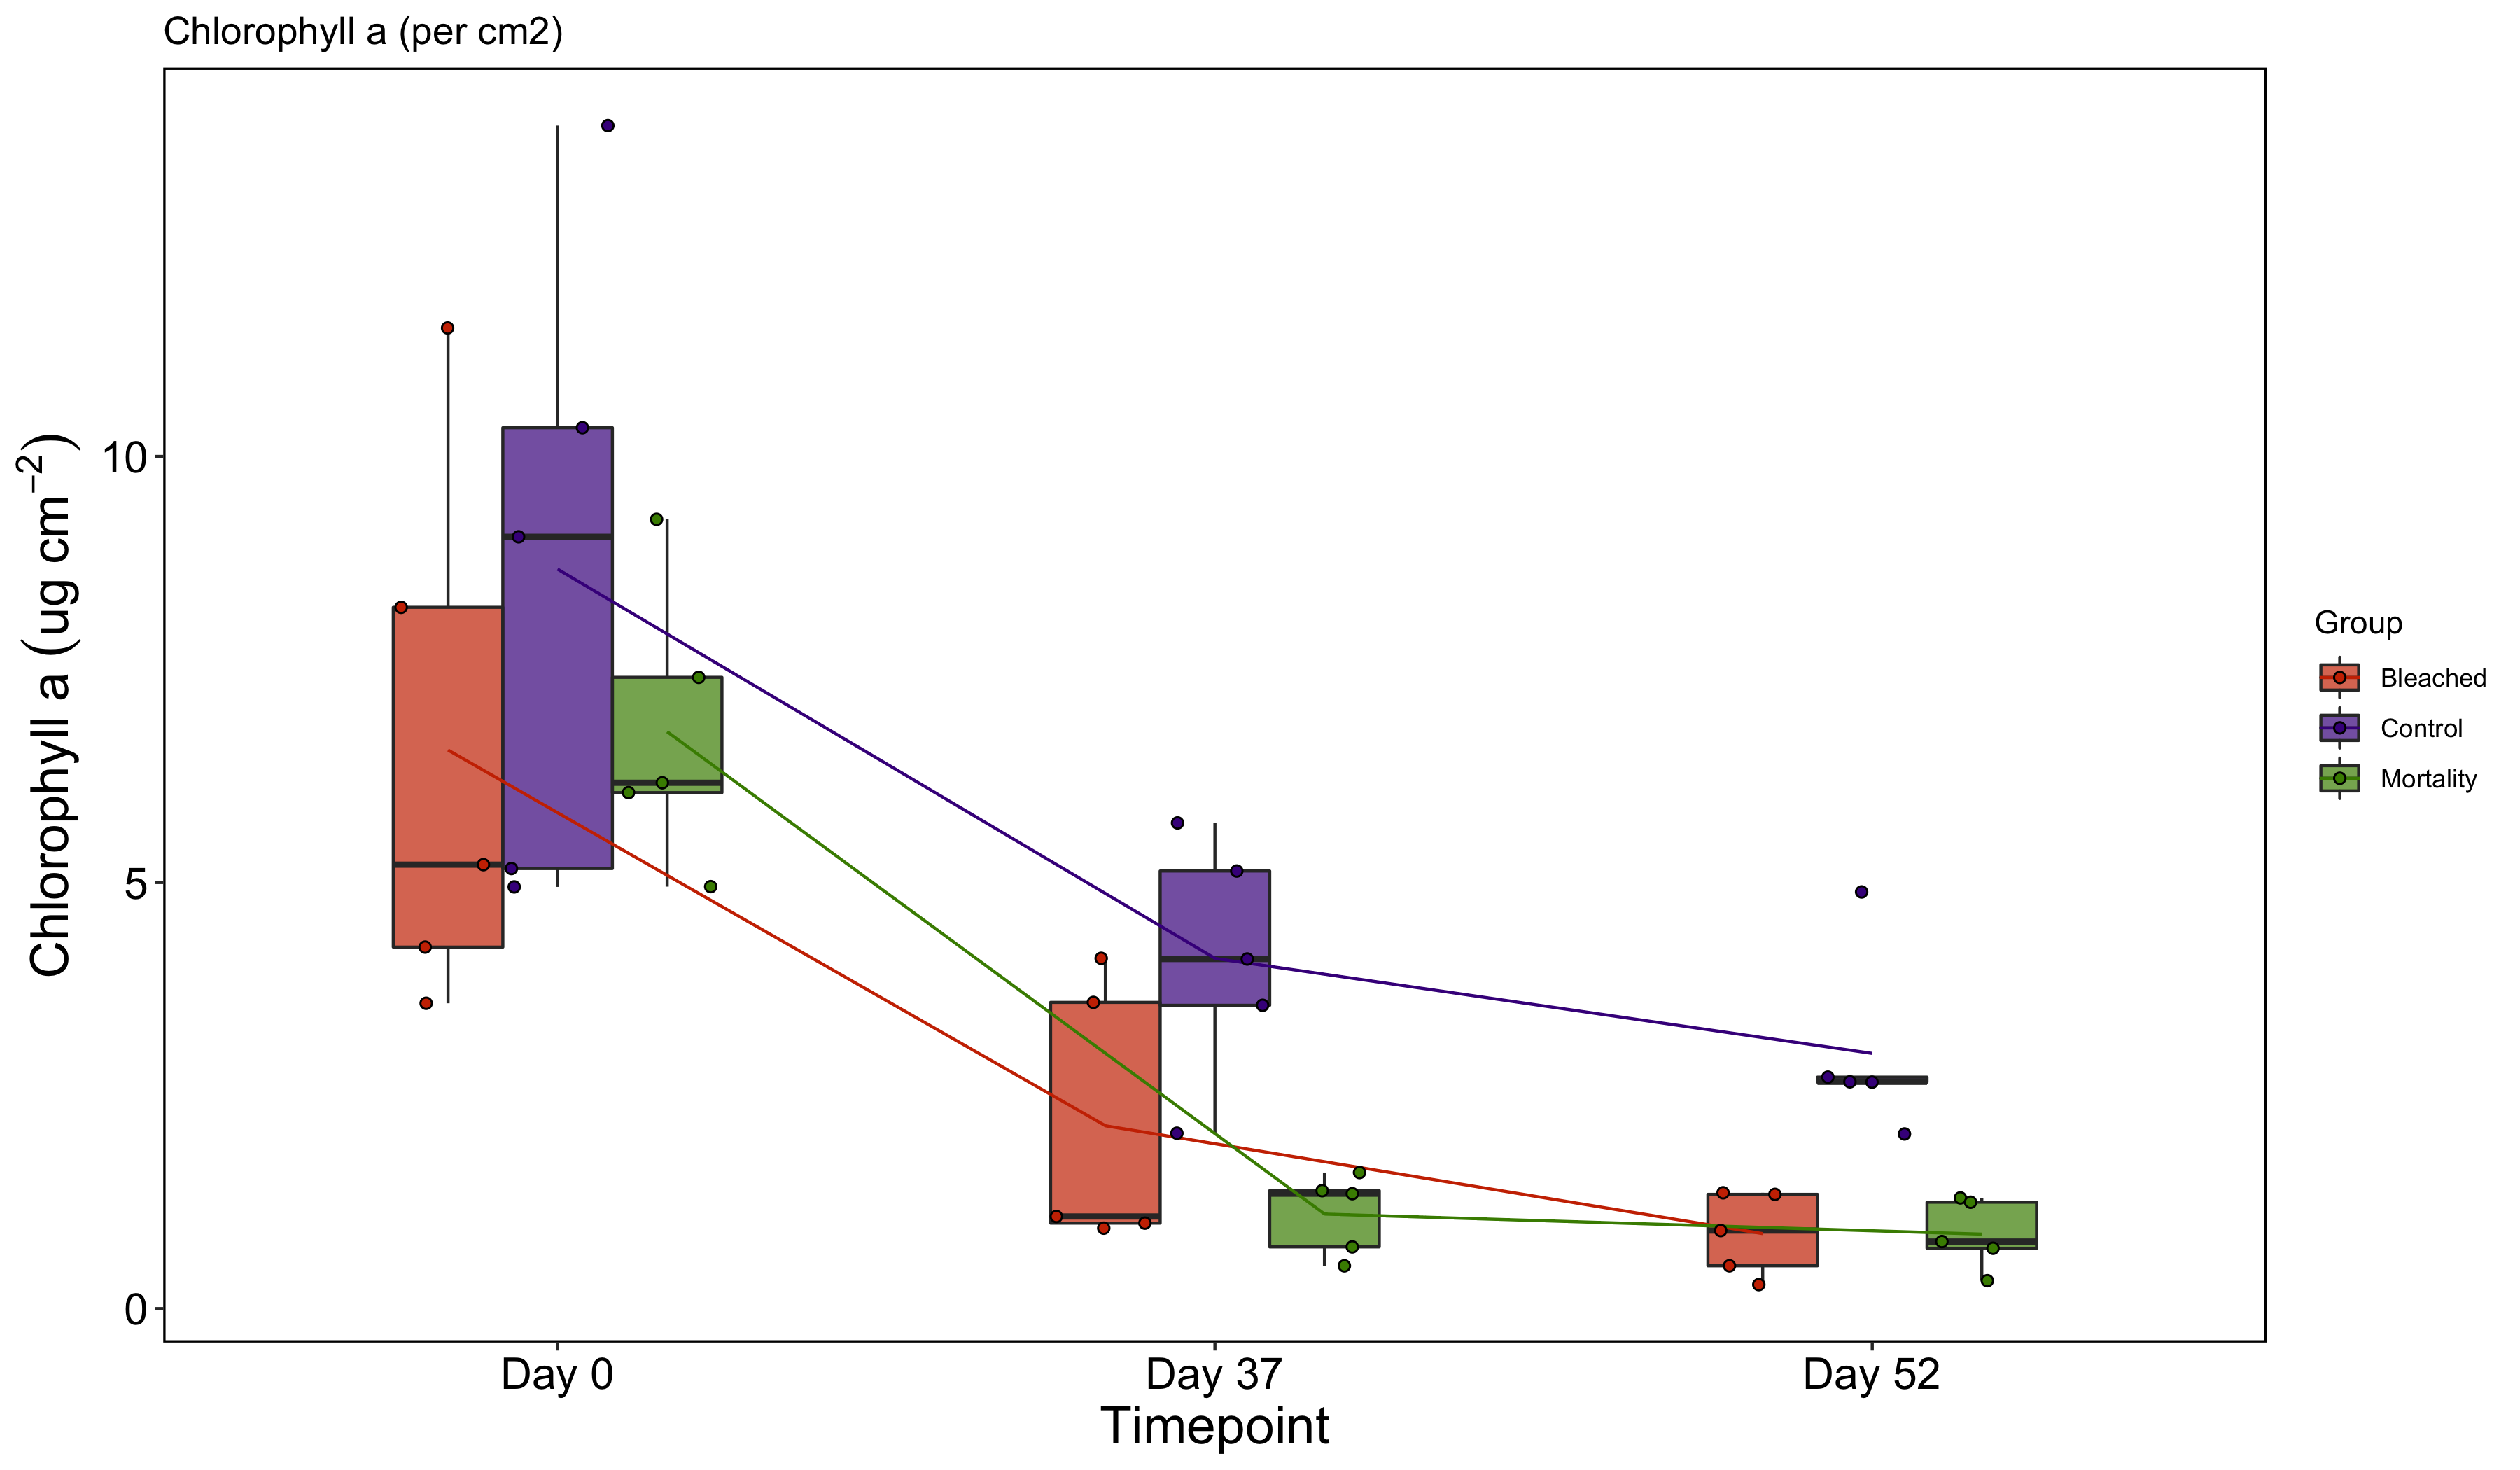 Chlorophyll a (per cm2)
Chlorophyll a (ug cm⁻²)
10
5
0
Day 0
Day 37
Day 52
Timepoint
Group
Bleached
Control
Mortality